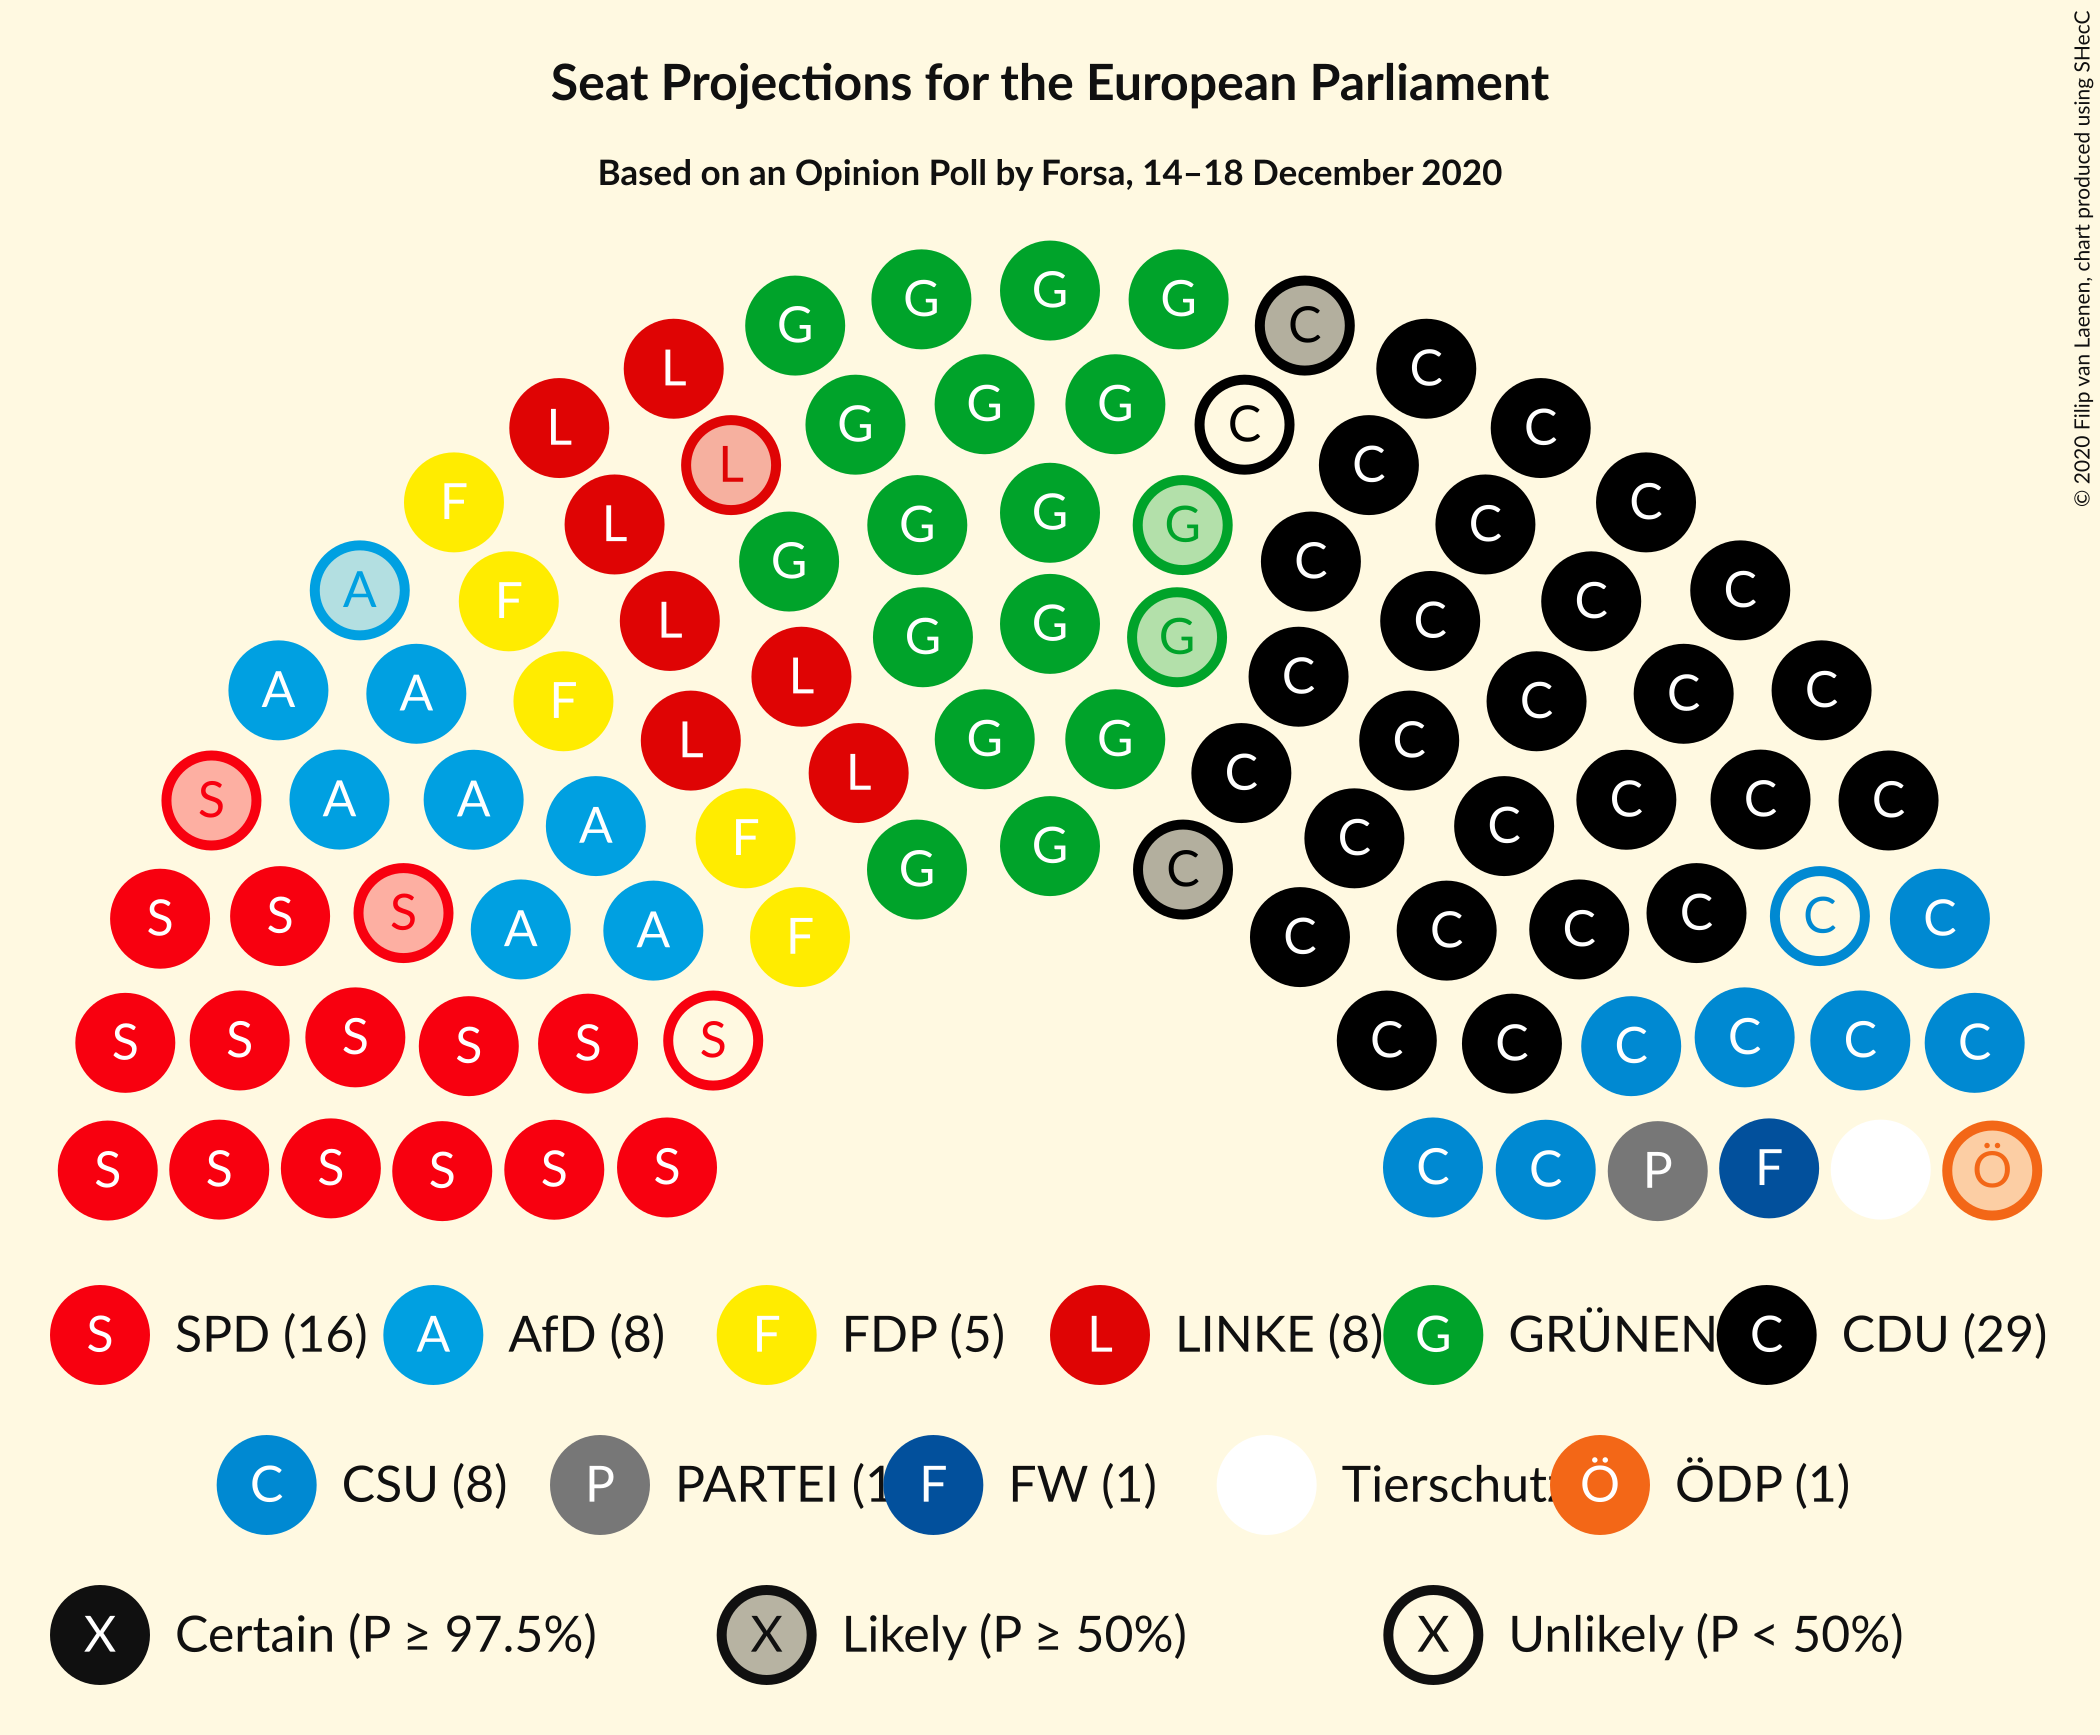 Seat Projections for the European Parliament
Based on an Opinion Poll by Forsa, 14–18 December 2020
© 2020 Filip van Laenen, chart produced using SHecC
G G G G C
L G G G C C
L L G G G G C C C
F L G G G C C C
A F L G G G C C C C
A A F L L G G C C C C C
S A A A L L G G C C C C C C
S S S A A F F G G C C C C C C C C
S S S S S S C C C C C C
S S S S S S C C P F Ö
S SPD (16) A AfD (8) F FDP (5) L LINKE (8) G GRÜNEN C CDU (29)
C CSU (8) P PARTEI (1 F FW (1) Tierschutz Ö ÖDP (1)
X Certain (P ≥ 97.5%) X Likely (P ≥ 50%) X Unlikely (P < 50%)